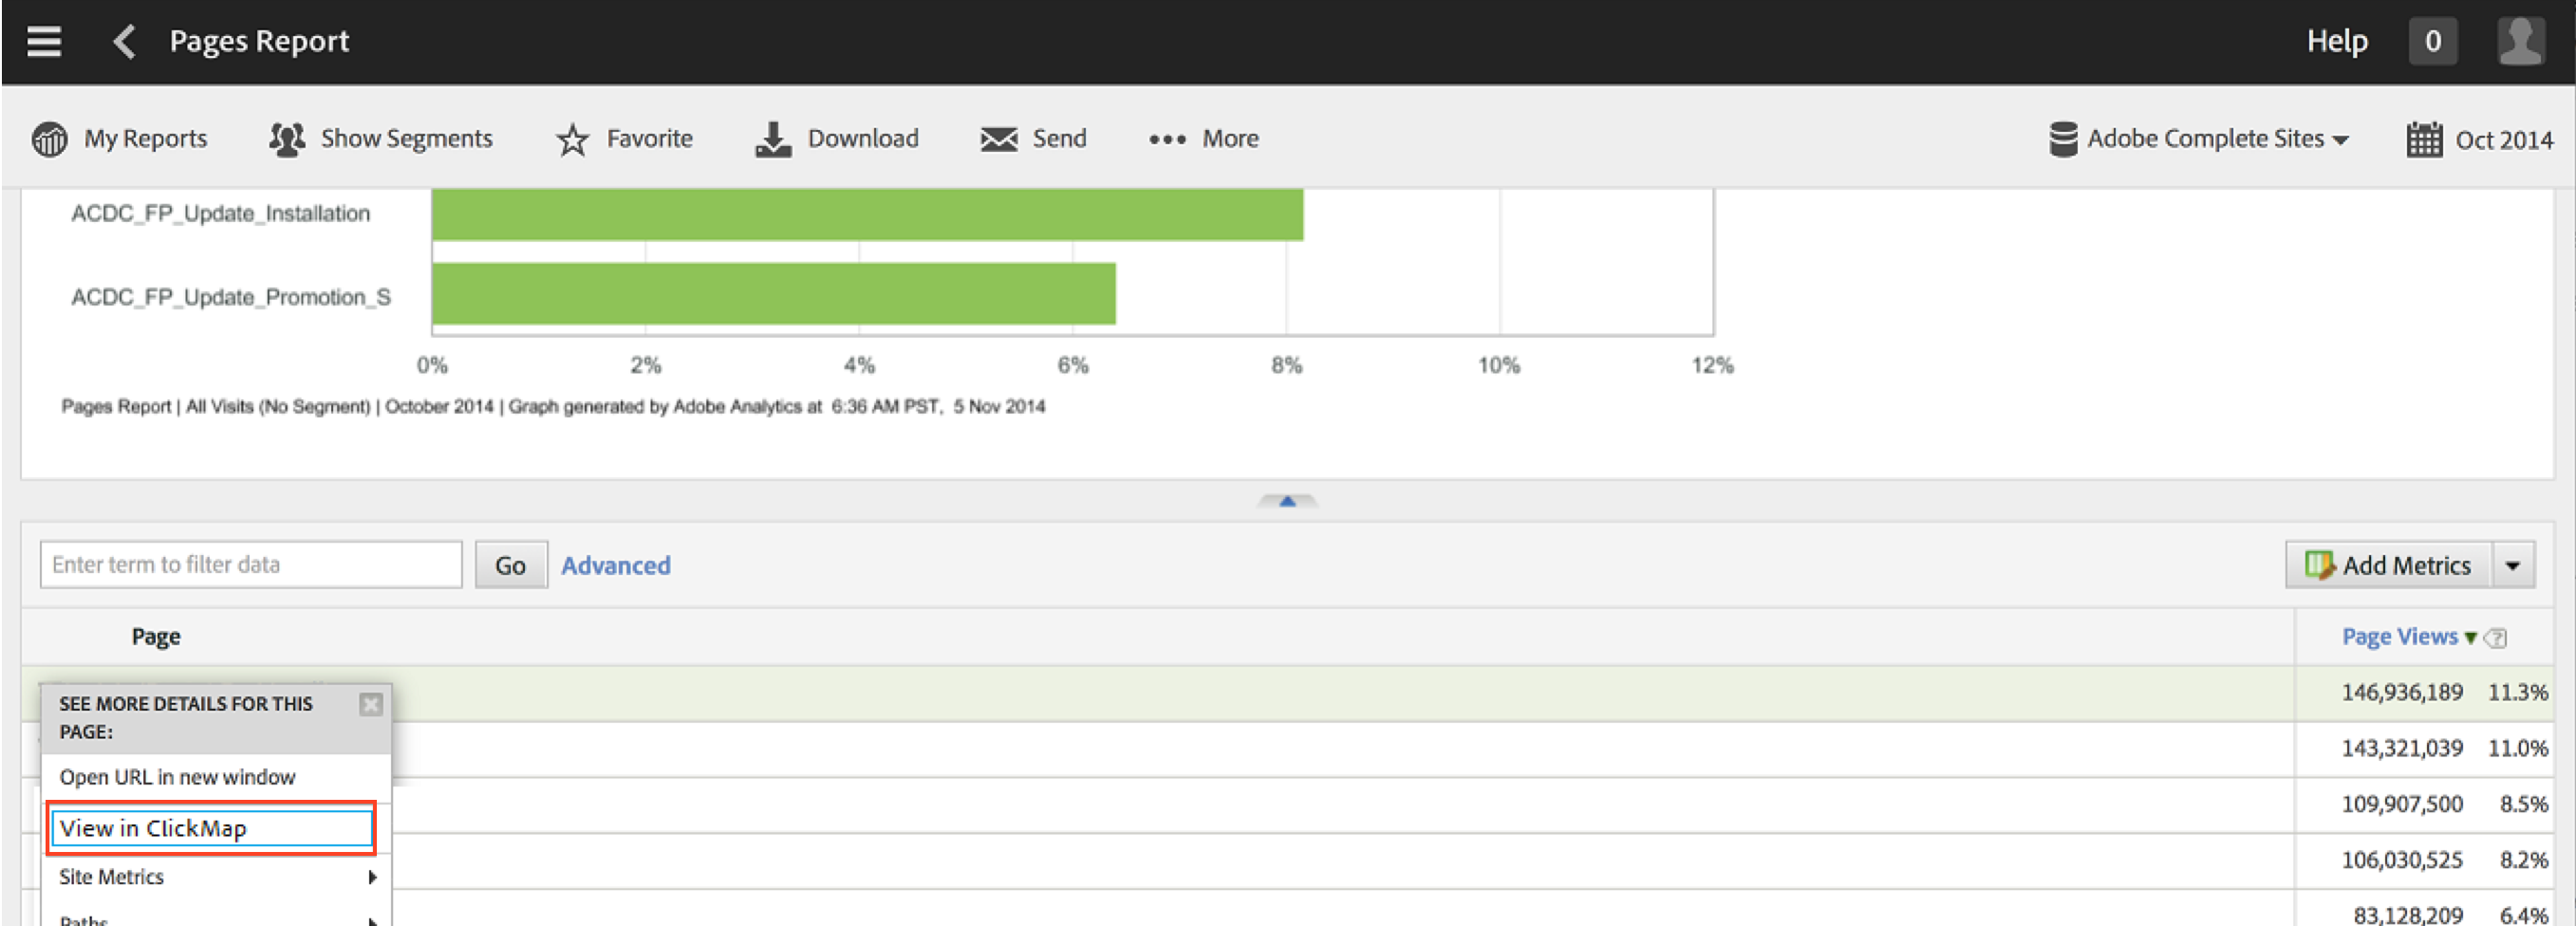 Pages Report Help 0
My Reports Show Segments Favorite Download Send More Adobe Complete Sites Oct 2014
ACDC_FP_Update_Installation
ACDC_FP_Update_Promotion_S
0% 2% 4% 6% 8% 10% 12%
Pages Report | All Visits (No Segment) | October 2014 | Graph generated by Adobe Analytics at 6:36 AM PST, 5 Nov 2014
Enter term to filter data Go Advanced Add Metrics
Page Page Views ?
146,936,189 11.3%
SEE MORE DETAILS FOR THIS
PAGE:
143,321,039 11.0%
Open URL in new window
109,907,500 8.5%
View in ClickMap
106,030,525 8.2%
Site Metrics
83,128,209 6.4%
Paths